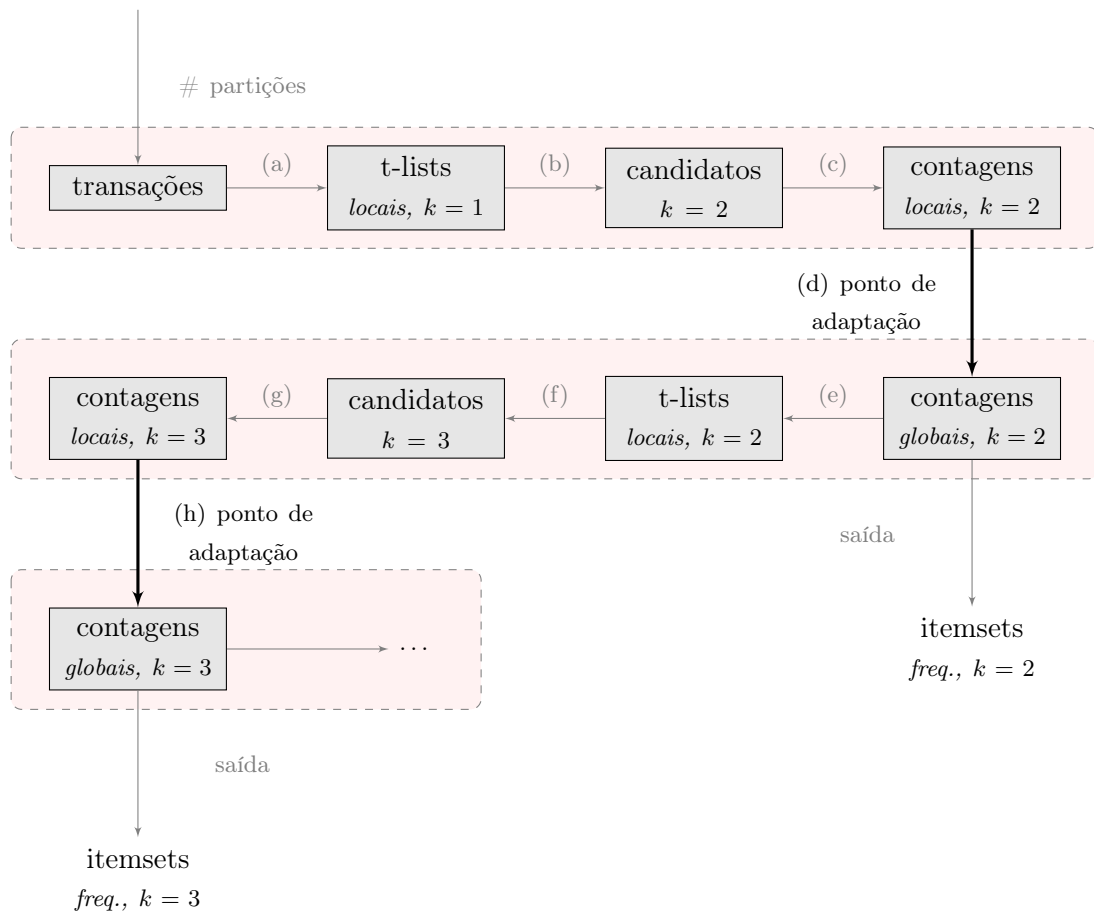 # partições
(a)
(b)
(c)
transações
t-lists
locais, k = 1
candidatos
k = 2
contagens
locais, k = 2
(d) ponto de
adaptação
contagens
locais, k = 3
(g)
candidatos
k = 3
(f)
t-lists
locais, k = 2
(e)
contagens
globais, k = 2
(h) ponto de
adaptação
saída
contagens
globais, k = 3
...
itemsets
freq., k = 2
saída
itemsets
freq., k = 3